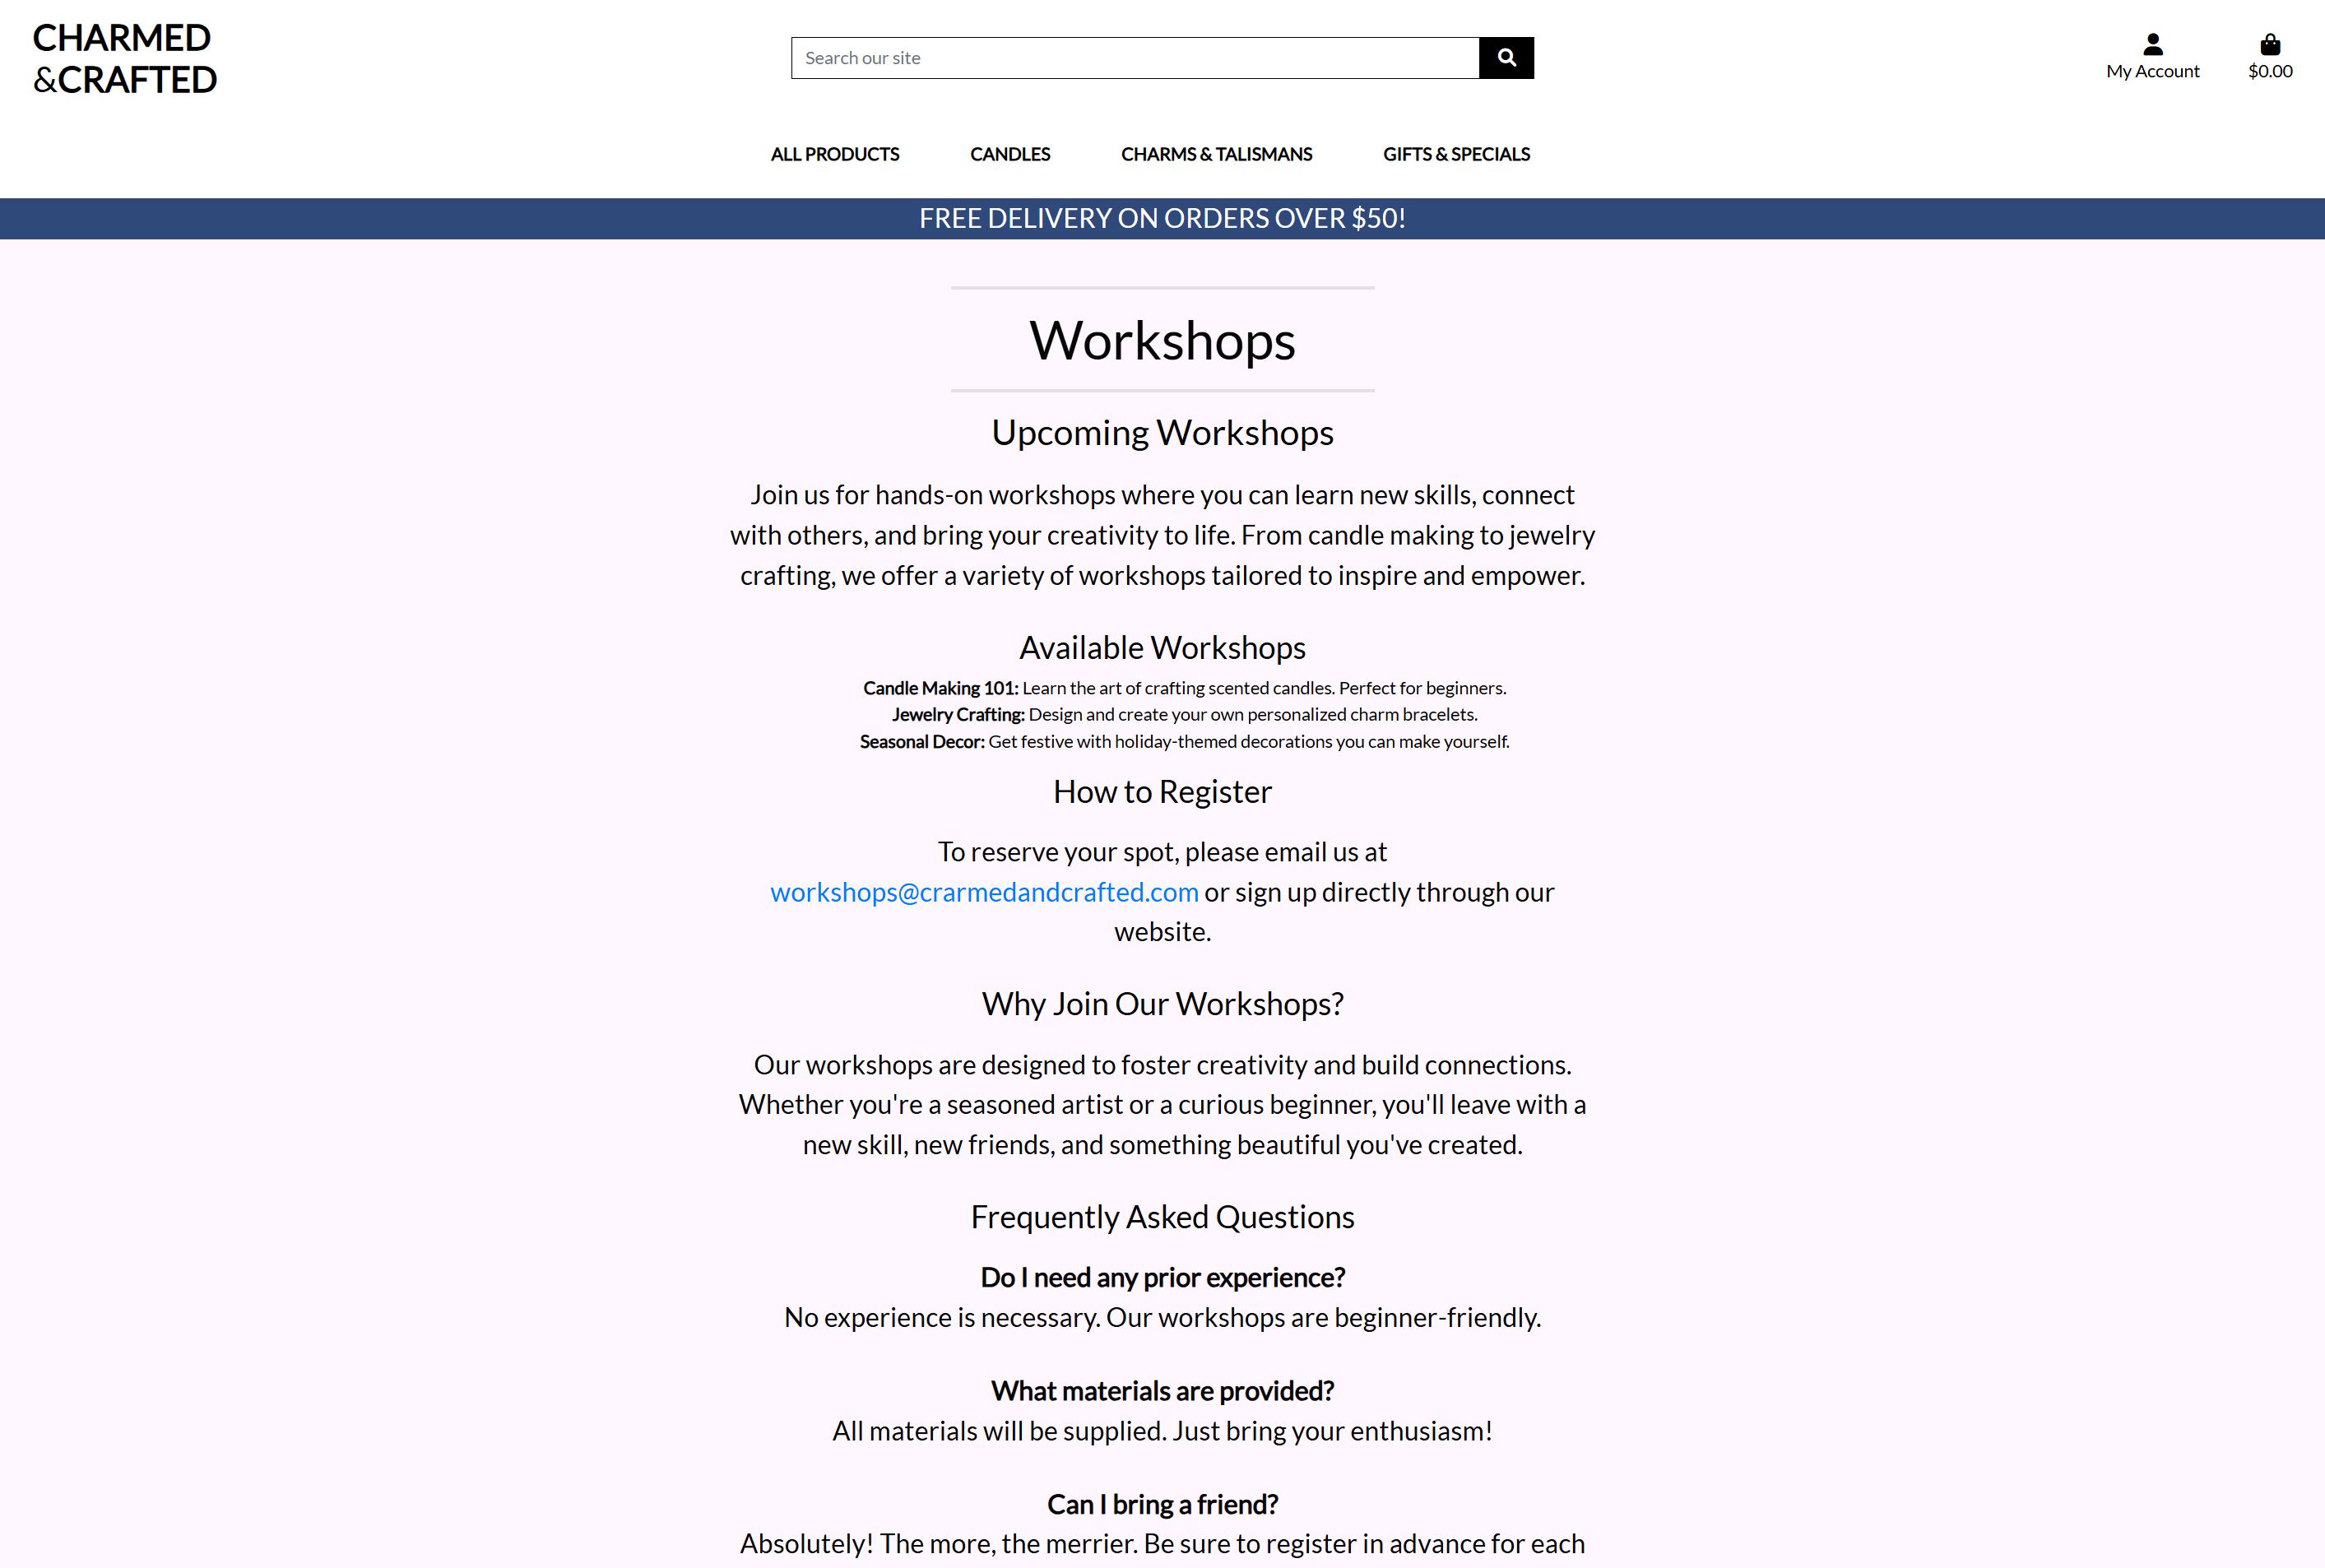 CHARMED
&CRAFTED
Search our site
My Account
$0.00
ALL PRODUCTS CANDLES CHARMS & TALISMANS GIFTS & SPECIALS
FREE DELIVERY ON ORDERS OVER $50!
Workshops
Upcoming Workshops
Join us for hands-on workshops where you can learn new skills, connect
with others, and bring your creativity to life. From candle making to jewelry
crafting, we offer a variety of workshops tailored to inspire and empower.
Available Workshops
Candle Making 101: Learn the art of crafting scented candles. Perfect for beginners.
Jewelry Crafting: Design and create your own personalized charm bracelets.
Seasonal Decor: Get festive with holiday-themed decorations you can make yourself.
How to Register
To reserve your spot, please email us at
workshops@crarmedandcrafted.com or sign up directly through our
website.
Why Join Our Workshops?
Our workshops are designed to foster creativity and build connections.
Whether you're a seasoned artist or a curious beginner, you'll leave with a
new skill, new friends, and something beautiful you've created.
Frequently Asked Questions
Do I need any prior experience?
No experience is necessary. Our workshops are beginner-friendly.
What materials are provided?
All materials will be supplied. Just bring your enthusiasm!
Can I bring a friend?
Absolutely! The more, the merrier. Be sure to register in advance for each